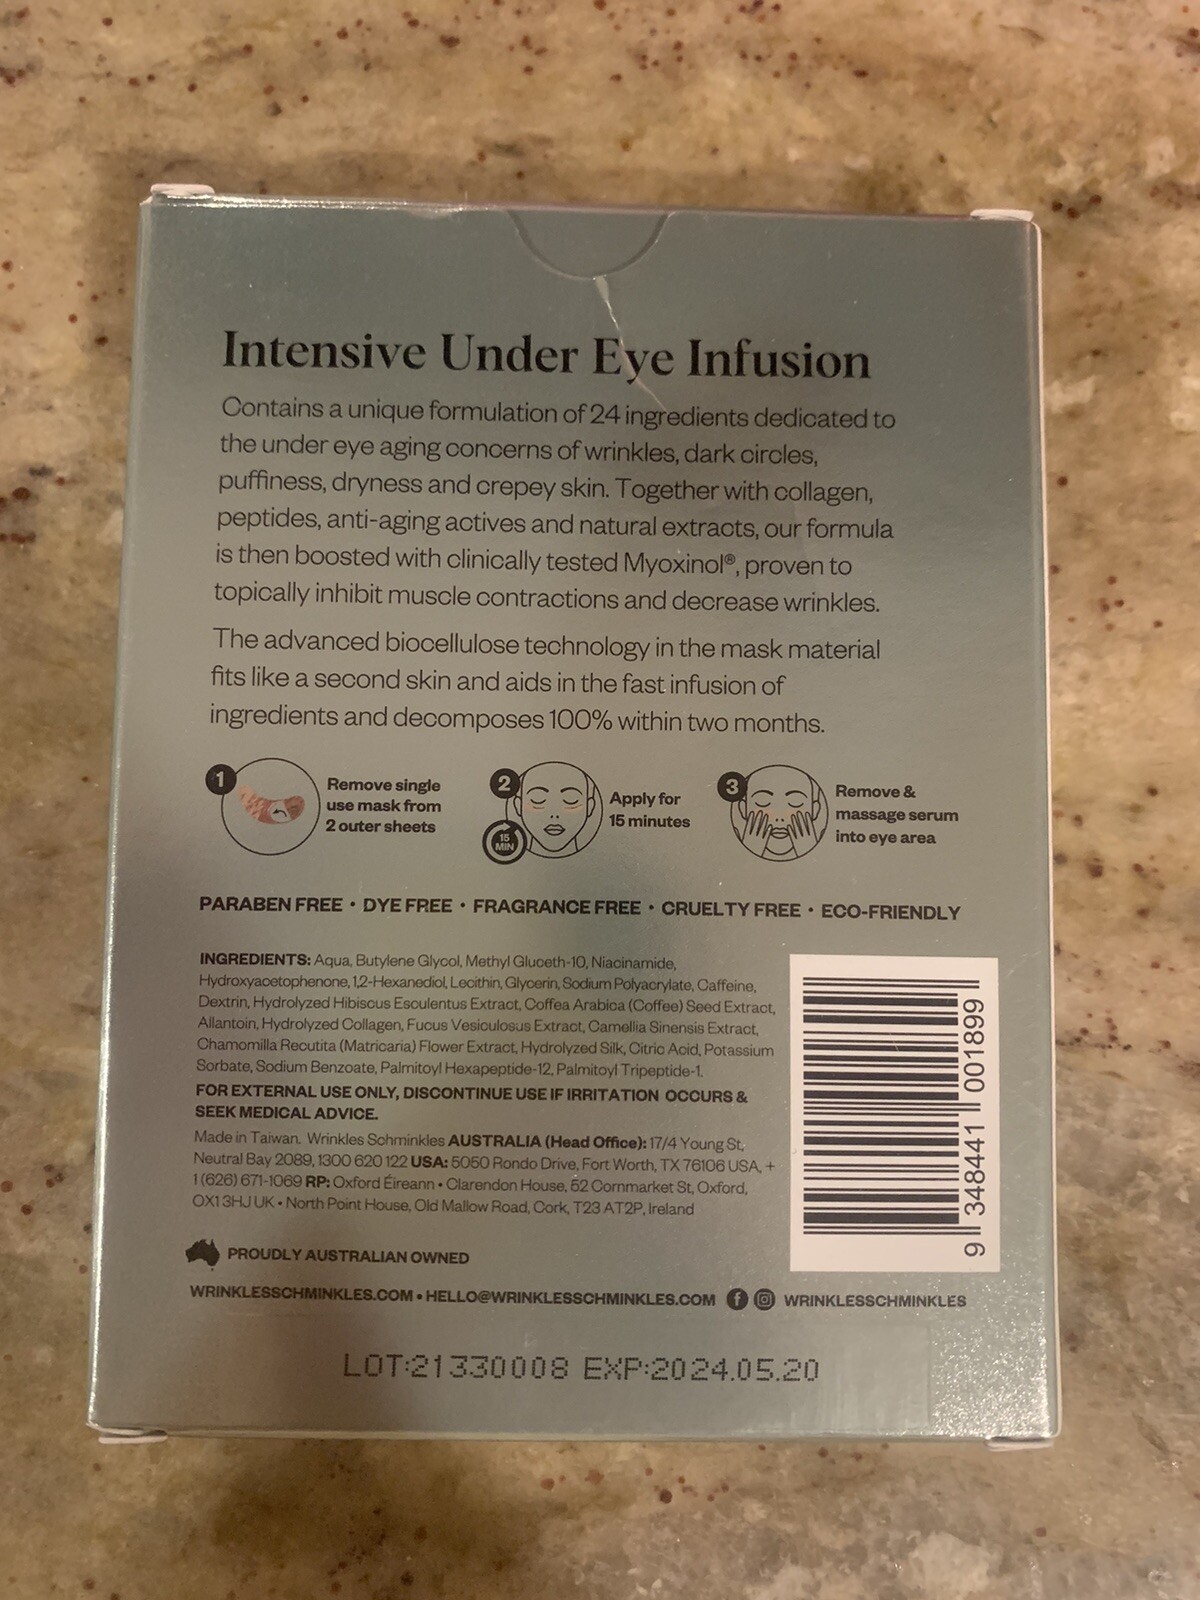 Intensive Under Eye Infusion
Contains a unique formulation of 24 ingredients dedicated to
the under eye aging concerns of wrinkles, dark circles,
puffiness, dryness and crepey skin. Together with collagen,
peptides, anti-aging actives and natural extracts, our formula
is then boosted with clinically tested Myoxinol®, proven to
topically inhibit muscle contractions and decrease wrinkles.
The advanced biocellulose technology in the mask material
fits like a second skin and aids in the fast infusion of
ingredients and decomposes 100% within two months.
1
Remove single
use mask from
2 outer sheets
2
15
MIN
Apply for
15 minutes
3
Remove &
massage serum
into eye area
PARABEN FREE • DYE FREE • FRAGRANCE FREE • CRUELTY FREE • ECO-FRIENDLY
INGREDIENTS: Aqua, Butylene Glycol, Methyl Gluceth-10, Niacinamide,
Hydroxyacetophenone, 1,2-Hexanediol, Lecithin, Glycerin, Sodium Polyacrylate, Caffeine,
Dextrin, Hydrolyzed Hibiscus Esculentus Extract, Coffea Arabica (Coffee) Seed Extract,
Allantoin, Hydrolyzed Collagen, Fucus Vesiculosus Extract, Camellia Sinensis Extract,
Chamomilla Recutita (Matricaria) Flower Extract, Hydrolyzed Silk, Citric Acid, Potassium
Sorbate, Sodium Benzoate, Palmitoyl Hexapeptide-12, Palmitoyl Tripeptide-1.
FOR EXTERNAL USE ONLY, DISCONTINUE USE IF IRRITATION OCCURS &
SEEK MEDICAL ADVICE.
Made in Taiwan. Wrinkles Schminkles AUSTRALIA (Head Office): 17/4 Young St,
Neutral Bay 2089, 1300 620 122 USA: 5050 Rondo Drive, Fort Worth, TX 76106 USA, +
1 (626) 671-1069 RP: Oxford Éireann • Clarendon House, 52 Cornmarket St, Oxford,
OX1 3HJ UK • North Point House, Old Mallow Road, Cork, T23 AT2P, Ireland
9 348441 001899
PROUDLY AUSTRALIAN OWNED
WRINKLESSCHMINKLES.COM • HELLO@WRINKLESSCHMINKLES.COM WRINKLESSCHMINKLES
LOT:21330008 EXP:2024.05.20